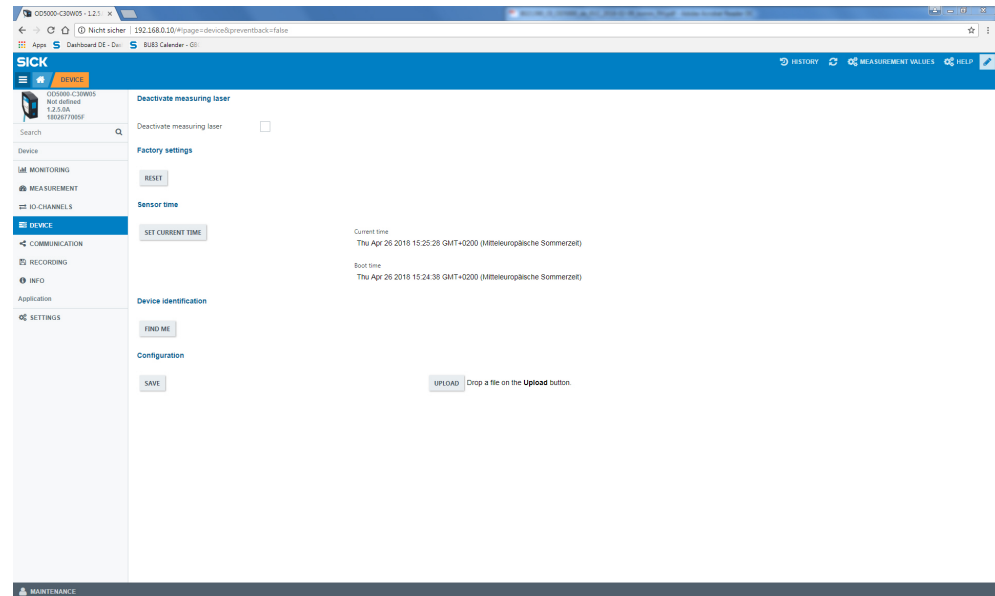 OD5000-C30W05 - 1.2.5
Nicht sicher | 192.168.0.10/#!page=device&preventback=false
Apps S Dashboard DE - Das S BU83 Calender - GB
SICK
HISTORY MEASUREMENT VALUES HELP
DEVICE
OD5000-C30W05
Not defined
1.2.5.0A
1802677005F
Search
Device
MONITORING
MEASUREMENT
IO-CHANNELS
DEVICE
COMMUNICATION
RECORDING
INFO
Application
SETTINGS
Deactivate measuring laser
Deactivate measuring laser
Factory settings
RESET
Sensor time
SET CURRENT TIME
Current time
Thu Apr 26 2018 15:25:28 GMT+0200 (Mitteleuropäische Sommerzeit)
Boot time
Thu Apr 26 2018 15:24:38 GMT+0200 (Mitteleuropäische Sommerzeit)
Device identification
FIND ME
Configuration
SAVE
UPLOAD Drop a file on the Upload button.
MAINTENANCE